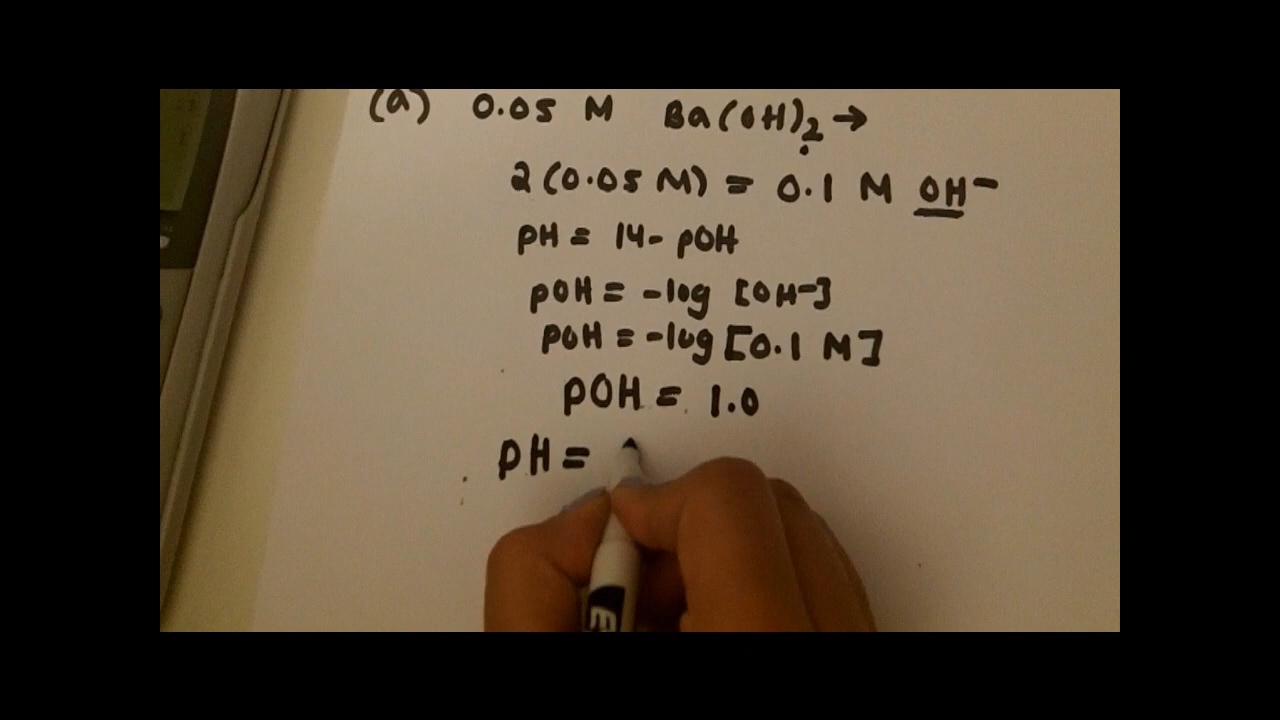 (a) 0.05 M Ba(OH)₂ →
2(0.05 M) = 0.1 M OH⁻
pH = 14 - pOH
pOH = -log [OH⁻]
pOH = -log [0.1 M]
pOH = 1.0
pH =
E